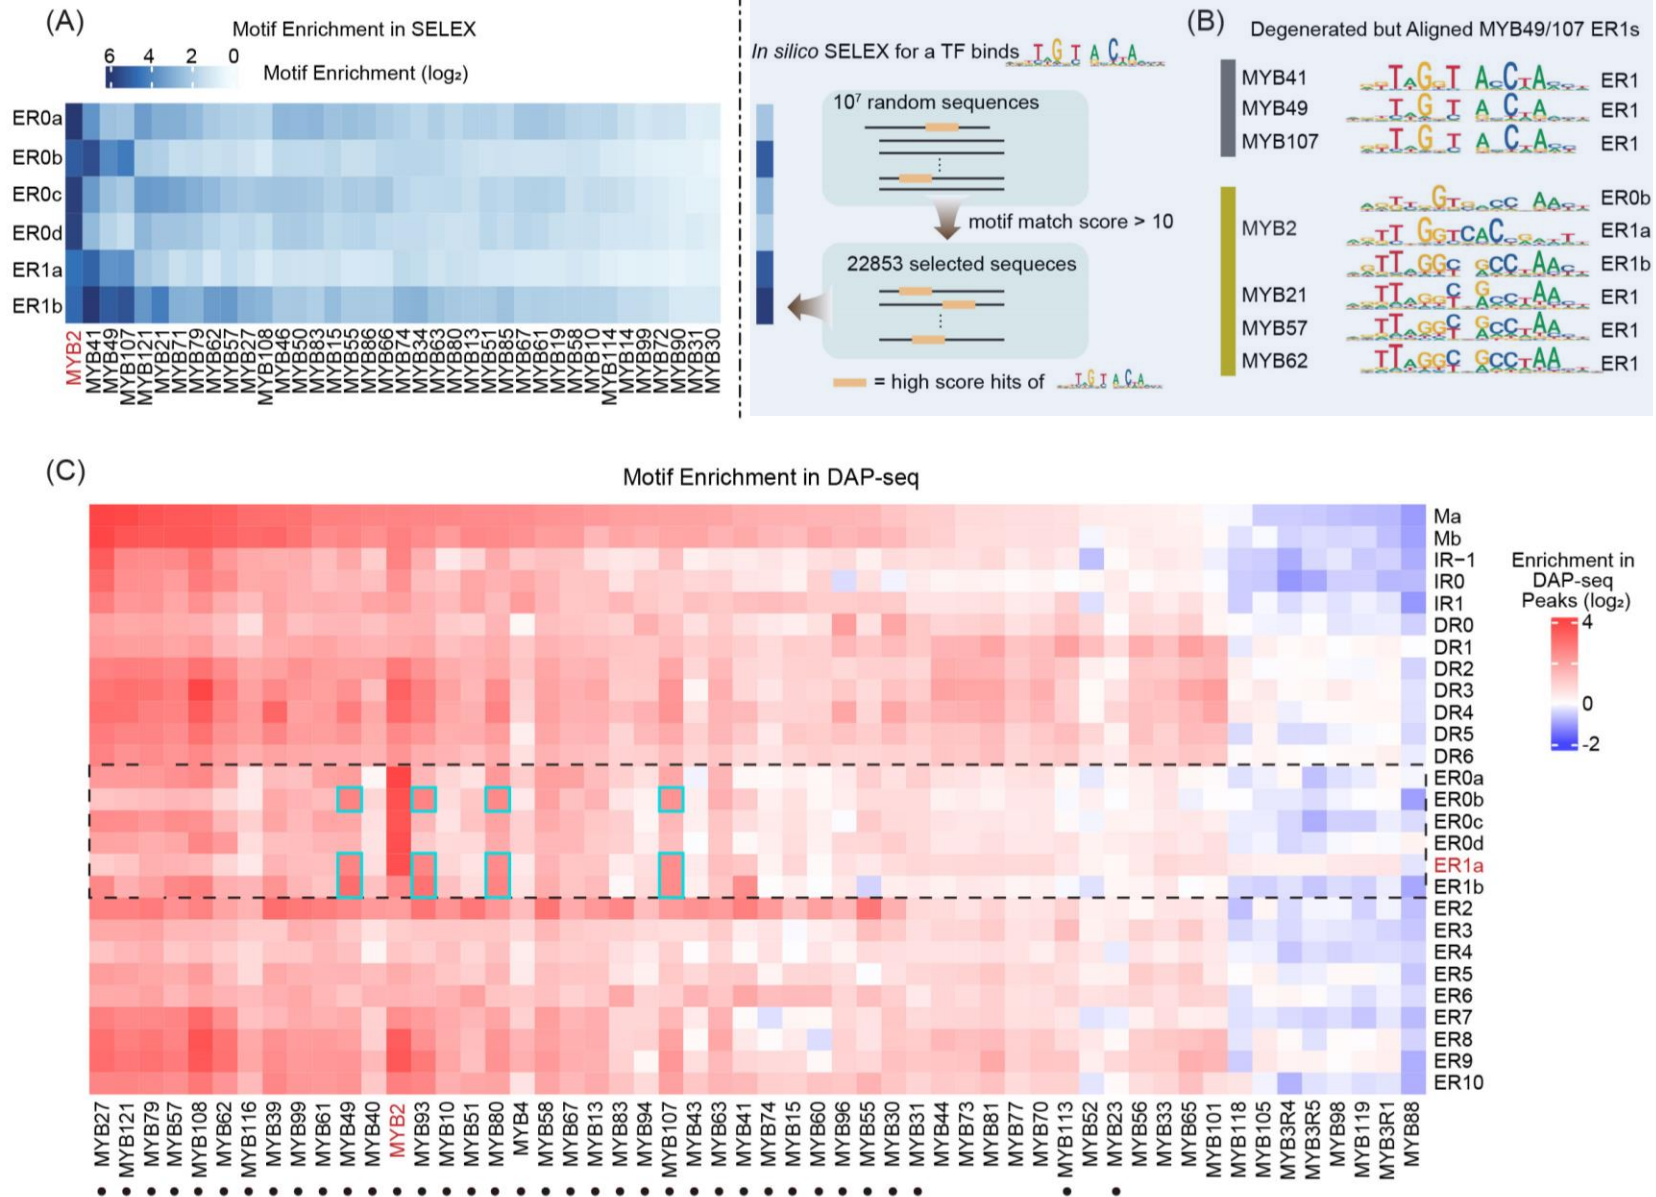 (A)
Motif Enrichment in SELEX
6 4 2 0
Motif Enrichment (log₂)
ER0a
ER0b
ER0c
ER0d
ER1a
ER1b
MYB2
MYB41
MYB49
MYB107
MYB121
MYB21
MYB71
MYB79
MYB62
MYB57
MYB27
MYB108
MYB46
MYB50
MYB83
MYB15
MYB55
MYB86
MYB66
MYB74
MYB34
MYB63
MYB80
MYB13
MYB51
MYB85
MYB67
MYB61
MYB19
MYB58
MYB10
MYB114
MYB14
MYB99
MYB72
MYB90
MYB31
MYB30
In silico SELEX for a TF binds TGTACA
10⁷ random sequences
motif match score > 10
22853 selected sequeces
= high score hits of TGTACA
(B)
Degenerated but Aligned MYB49/107 ER1s
MYB41 ER1
MYB49 ER1
MYB107 ER1
ER0b
MYB2 ER1a
ER1b
MYB21 ER1
MYB57 ER1
MYB62 ER1
(C)
Motif Enrichment in DAP-seq
Ma
Mb
IR−1
IR0
IR1
DR0
DR1
DR2
DR3
DR4
DR5
DR6
ER0a
ER0b
ER0c
ER0d
ER1a
ER1b
ER2
ER3
ER4
ER5
ER6
ER7
ER8
ER9
ER10
Enrichment in
DAP-seq
Peaks (log₂)
4
0
-2
MYB27
MYB121
MYB79
MYB57
MYB108
MYB62
MYB116
MYB39
MYB99
MYB61
MYB49
MYB40
MYB2
MYB93
MYB10
MYB51
MYB80
MYB4
MYB58
MYB67
MYB13
MYB83
MYB94
MYB107
MYB43
MYB63
MYB41
MYB74
MYB15
MYB60
MYB96
MYB55
MYB30
MYB31
MYB44
MYB73
MYB81
MYB77
MYB70
MYB113
MYB52
MYB23
MYB56
MYB33
MYB65
MYB101
MYB118
MYB105
MYB3R4
MYB3R5
MYB98
MYB119
MYB3R1
MYB88